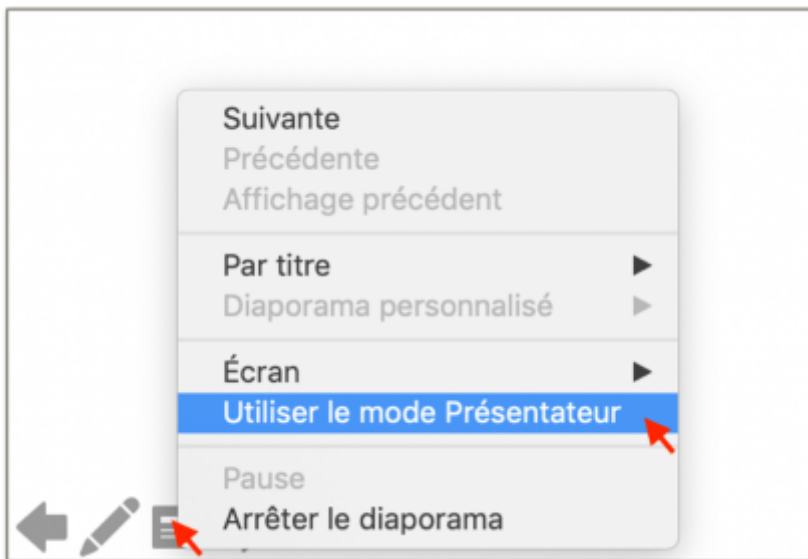 Suivante
Précédente
Affichage précédent
Par titre
Diaporama personnalisé
Écran
Utiliser le mode Présentateur
Pause
Arrêter le diaporama